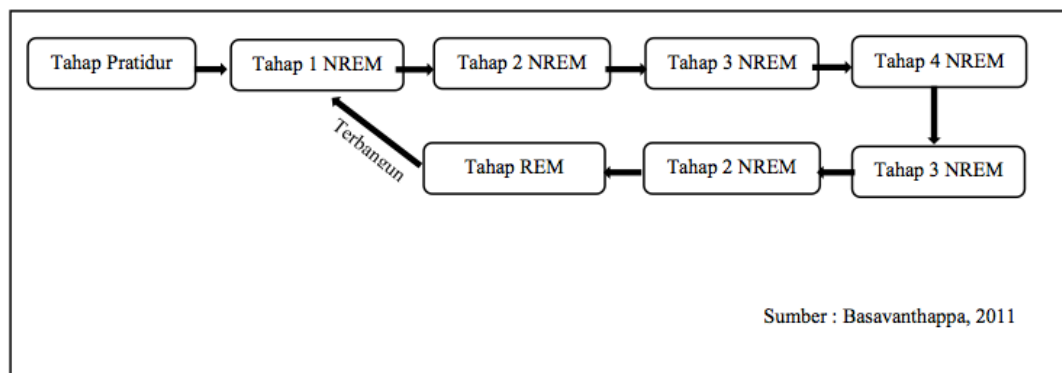 Tahap Pratidur
Tahap 1 NREM
Tahap 2 NREM
Tahap 3 NREM
Tahap 4 NREM
Terbangun
Tahap REM
Tahap 2 NREM
Tahap 3 NREM
Sumber : Basavanthappa, 2011